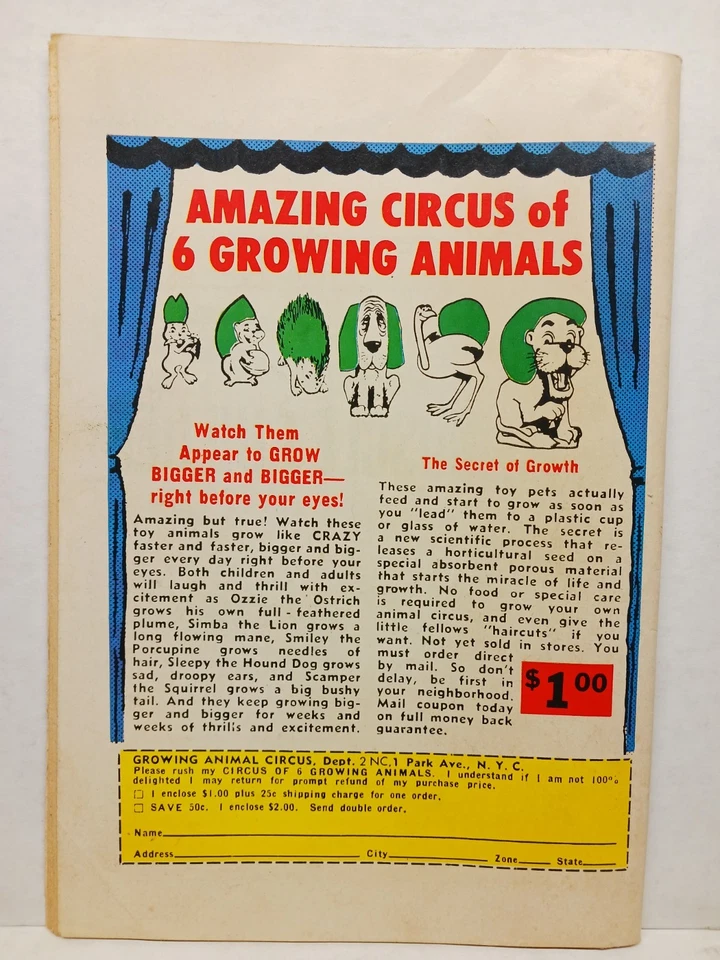 AMAZING CIRCUS of
6 GROWING ANIMALS
Watch Them
Appear to GROW
BIGGER and BIGGER—
right before your eyes!
Amazing but true! Watch these
toy animals grow like CRAZY
faster and faster, bigger and big-
ger every day right before your
eyes. Both children and adults
will laugh and thrill with ex-
citement as Ozzie the Ostrich
grows his own full-feathered
plume, Simba the Lion grows a
long flowing mane, Smiley the
Porcupine grows needles of
hair, Sleepy the Hound Dog grows
sad, droopy ears, and Scamper
the Squirrel grows a big bushy
tail. And they keep growing big-
ger and bigger for weeks and
weeks of thrills and excitement.
The Secret of Growth
These amazing toy pets actually
feed and start to grow as soon as
you "lead" them to a plastic cup
or glass of water. The secret is
a new scientific process that re-
leases a horticultural seed on a
special absorbent porous material
that starts the miracle of life and
growth. No food or special care
is required to grow your own
animal circus, and even give the
little fellows "haircuts" if you
want. Not yet sold in stores. You
must order direct
by mail. So don't
delay, be first in
your neighborhood.
Mail coupon today
on full money back
guarantee.
$1 00
GROWING ANIMAL CIRCUS, Dept. 2 NC, 1 Park Ave., N. Y. C.
Please rush my CIRCUS OF 6 GROWING ANIMALS. I understand if I am not 100%
delighted I may return for prompt refund of my purchase price.
☐ I enclose $1.00 plus 25c shipping charge for one order.
☐ SAVE 50c. I enclose $2.00. Send double order.
Name
Address City Zone State